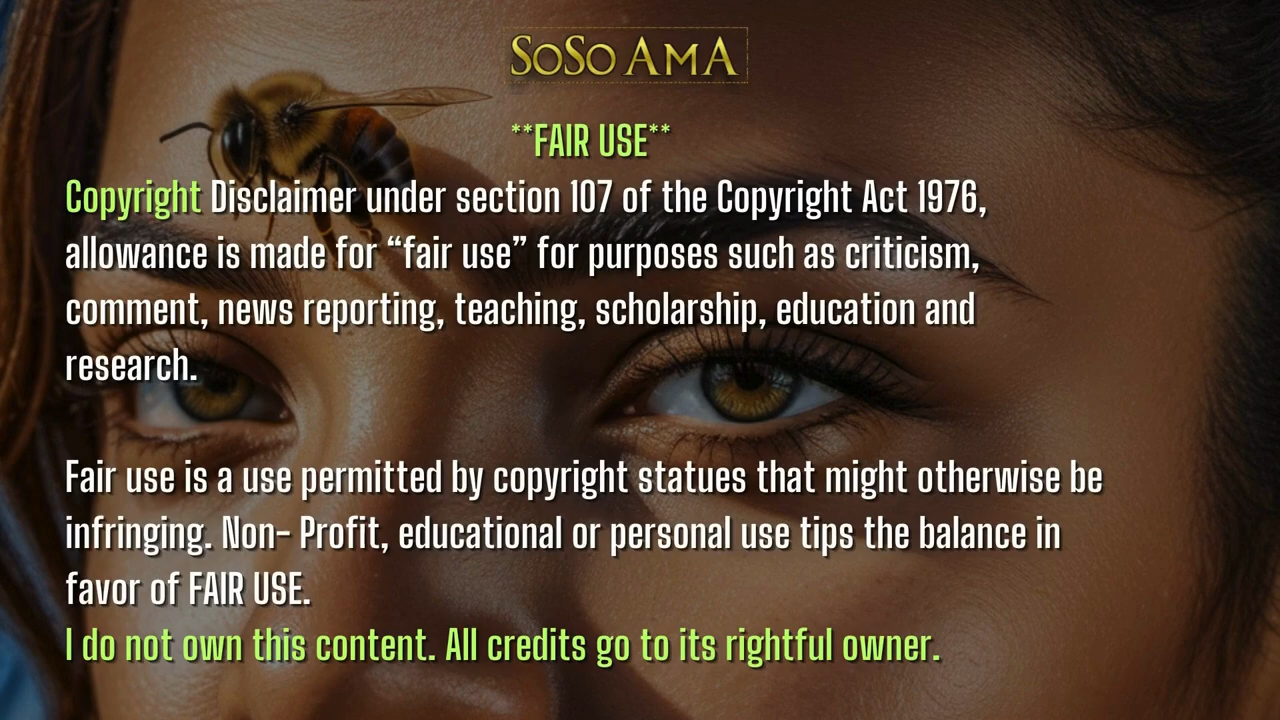 SoSo AmA
**FAIR USE**
Copyright Disclaimer under section 107 of the Copyright Act 1976,
allowance is made for “fair use” for purposes such as criticism,
comment, news reporting, teaching, scholarship, education and
research.
Fair use is a use permitted by copyright statues that might otherwise be
infringing. Non- Profit, educational or personal use tips the balance in
favor of FAIR USE.
I do not own this content. All credits go to its rightful owner.